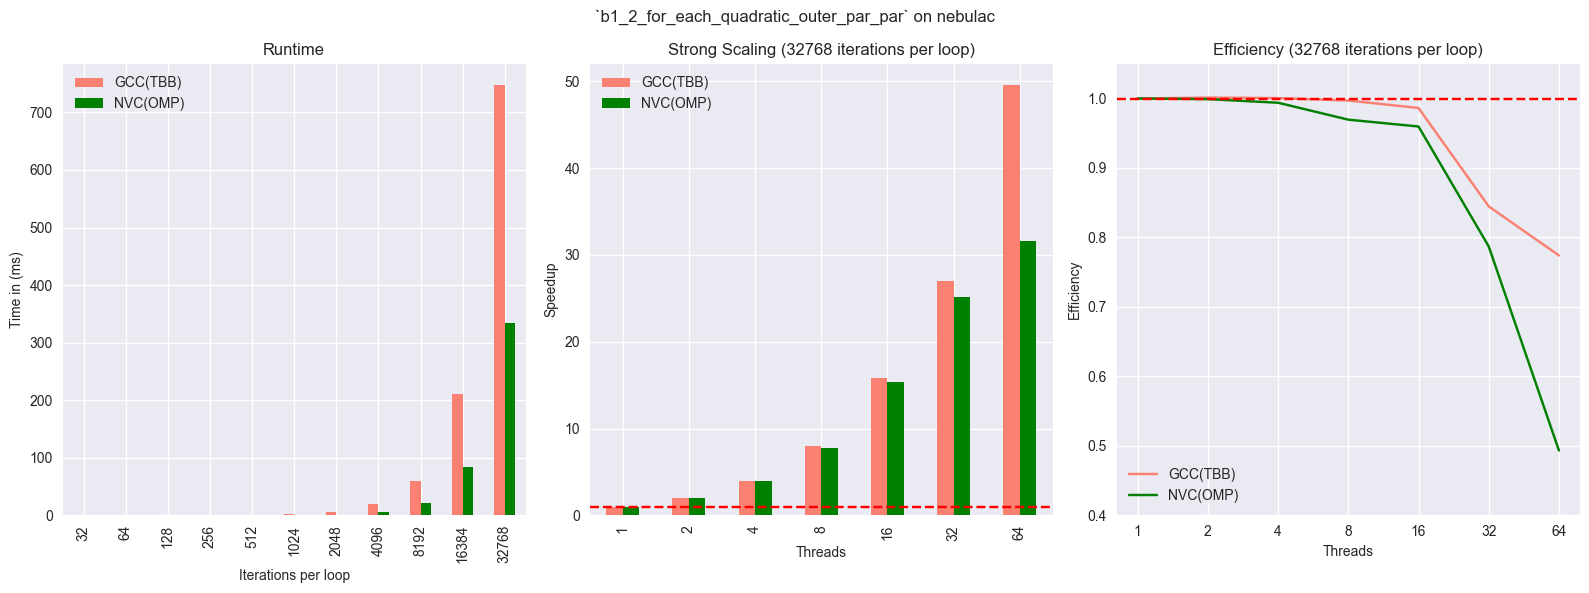 `b1_2_for_each_quadratic_outer_par_par` on nebulac
Runtime
GCC(TBB)
NVC(OMP)
Time in (ms)
700
600
500
400
300
200
100
0
32
64
128
256
512
1024
2048
4096
8192
16384
32768
Iterations per loop
Strong Scaling (32768 iterations per loop)
GCC(TBB)
NVC(OMP)
Speedup
50
40
30
20
10
0
1
2
4
8
16
32
64
Threads
Efficiency (32768 iterations per loop)
Efficiency
1.0
0.9
0.8
0.7
0.6
0.5
0.4
GCC(TBB)
NVC(OMP)
1
2
4
8
16
32
64
Threads